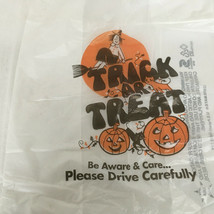 TRICK
OR
TREAT
Be Aware & Care...
Please Drive Carefully